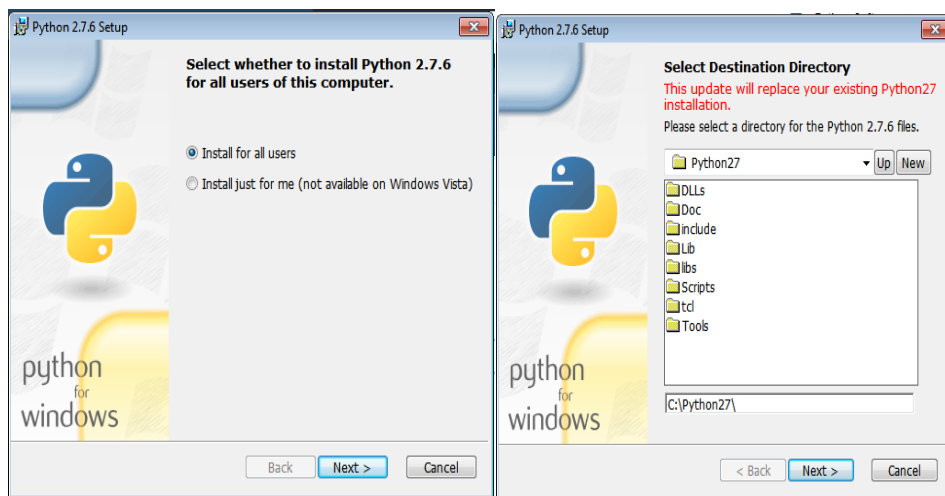 Python 2.7.6 Setup
Select whether to install Python 2.7.6
for all users of this computer.
Install for all users
Install just for me (not available on Windows Vista)
python
for
windows
Back
Next >
Cancel
Python 2.7.6 Setup
Select Destination Directory
This update will replace your existing Python27
installation.
Please select a directory for the Python 2.7.6 files.
Python27
Up
New
DLLs
Doc
include
Lib
libs
Scripts
tcl
Tools
C:\Python27\
python
for
windows
< Back
Next >
Cancel